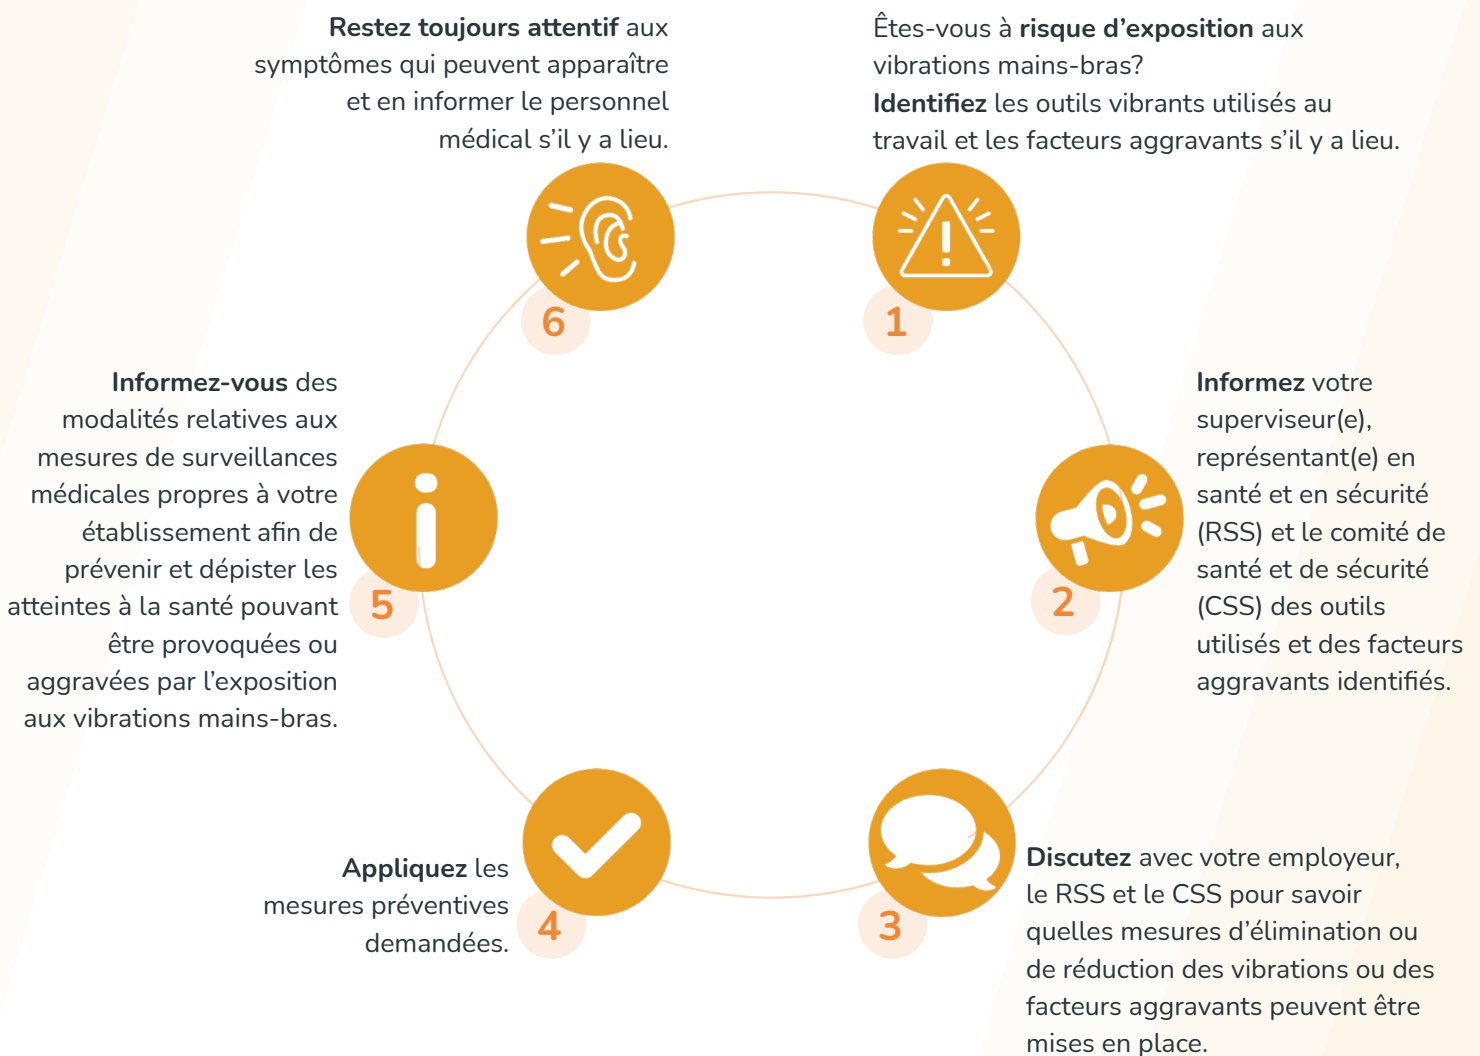 Êtes-vous à risque d'exposition aux
vibrations mains-bras?
Identifiez les outils vibrants utilisés au
travail et les facteurs aggravants s'il y a lieu.
1
Informez votre
superviseur(e),
représentant(e) en
santé et en sécurité
(RSS) et le comité de
santé et de sécurité
(CSS) des outils
utilisés et des facteurs
aggravants identifiés.
2
Discutez avec votre employeur,
le RSS et le CSS pour savoir
quelles mesures d'élimination ou
de réduction des vibrations ou des
facteurs aggravants peuvent être
mises en place.
3
Appliquez les
mesures préventives
demandées.
4
Informez-vous des
modalités relatives aux
mesures de surveillances
médicales propres à votre
établissement afin de
prévenir et dépister les
atteintes à la santé pouvant
être provoquées ou
aggravées par l'exposition
aux vibrations mains-bras.
5
Restez toujours attentif aux
symptômes qui peuvent apparaître
et en informer le personnel
médical s'il y a lieu.
6